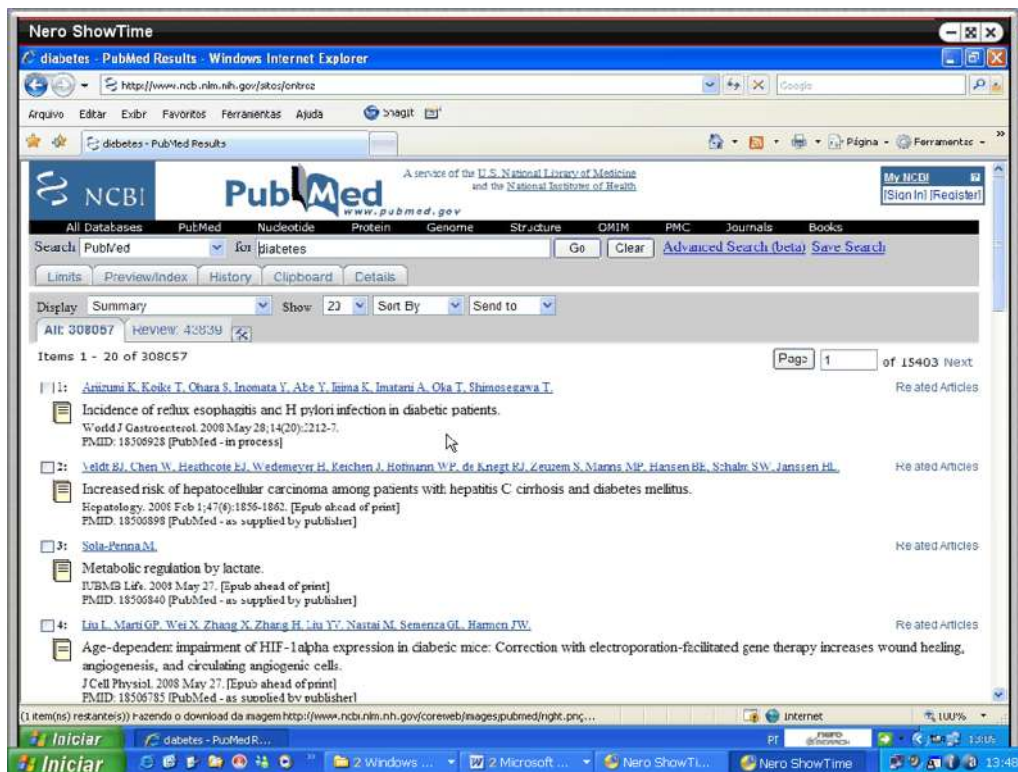 Nero ShowTime
diabetes - PubMed Results - Windows Internet Explorer
Google
Arquivo Editar Exibir Favoritos Ferramentas Ajuda
diabetes - PubMed Results
Página Ferramentas
A service of the U.S. National Library of Medicine
and the National Institutes of Health
NCBI
PubMed
www.pubmed.gov
My NCBI
[Sign In] [Register]
All Databases PubMed Nucleotide Protein Genome Structure OMIM PMC Journals Books
Search PubMed for diabetes Go Clear Advanced Search (beta) Save Search
Limits Preview/Index History Clipboard Details
Display Summary Show 20 Sort By Send to
All: 308057 Review: 43839
Items 1 - 20 of 308057 Page 1 of 15403 Next
1: Koike T, Ohara S, Inomata Y, Abe Y, Iijima K, Imatani A, Oka T, Shimosegawa T. Related Articles
Incidence of reflux esophagitis and H pylori infection in diabetic patients.
World J Gastroenterol. 2008 May 28;14(20):3212-7.
PMID: 18506928 [PubMed - in process]
2: Veldt BJ, Chen W, Heathcote EJ, Wedemeyer H, Reichen J, Hofmann WP, de Knegt RJ, Zeuzem S, Manns MP, Hansen BE, Schalm SW, Janssen HL. Related Articles
Increased risk of hepatocellular carcinoma among patients with hepatitis C cirrhosis and diabetes mellitus.
Hepatology. 2008 Feb 1;47(6):1856-1862. [Epub ahead of print]
PMID: 18506898 [PubMed - as supplied by publisher]
3: Sola-Penna M. Related Articles
Metabolic regulation by lactate.
IUBMB Life. 2008 May 27. [Epub ahead of print]
PMID: 18506840 [PubMed - as supplied by publisher]
4: Liu L, Marti GP, Wei X, Zhang X, Zhang H, Liu YV, Nastai M, Semenza GL, Harmon JW. Related Articles
Age-dependent impairment of HIF-1alpha expression in diabetic mice: Correction with electroporation-facilitated gene therapy increases wound healing,
angiogenesis, and circulating angiogenic cells.
J Cell Physiol. 2008 May 27. [Epub ahead of print]
PMID: 18506785 [PubMed - as supplied by publisher]
(1 item(ns) restante(s)) Fazendo o download da imagem http://www.ncbi.nlm.nih.gov/coreweb/images/pubmed/right.png... Internet 100%
Iniciar diabetes - PubMed R... PT
Iniciar 2 Windows ... 2 Microsoft ... Nero ShowTi... Nero ShowTime 13:48